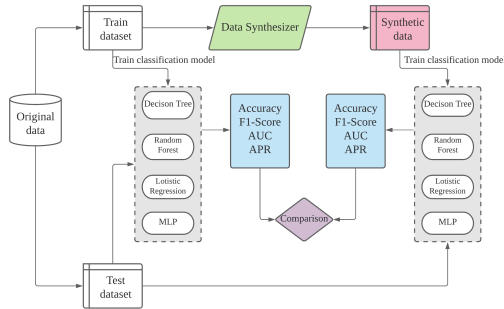 Train
dataset
Data Synthesizer
Synthetic
data
Train classification model
Train classification mode
Original
data
Decison Tree
Random
Forest
Lotistic
Regression
MLP
Accuracy
F1-Score
AUC
APR
Accuracy
F1-Score
AUC
APR
Decison Tree
Random
Forest
Lotistic
Regression
MLP
Comparison
Test
dataset